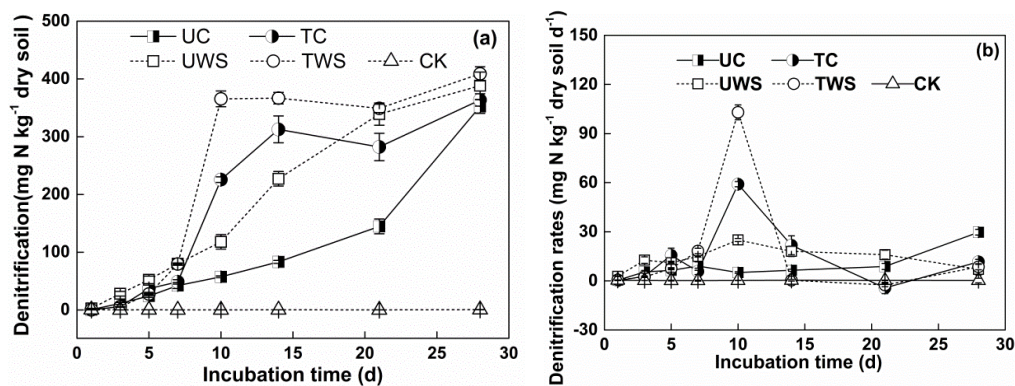 (a)
UC TC
UWS TWS CK
500
400
300
200
100
0
Denitrification(mg N kg⁻¹ dry soil )
0 5 10 15 20 25 30
Incubation time (d)
(b)
UC TC
UWS TWS CK
150
120
90
60
30
0
-30
Denitrification rates (mg N kg⁻¹ dry soil d⁻¹)
0 5 10 15 20 25 30
Incubation time (d)